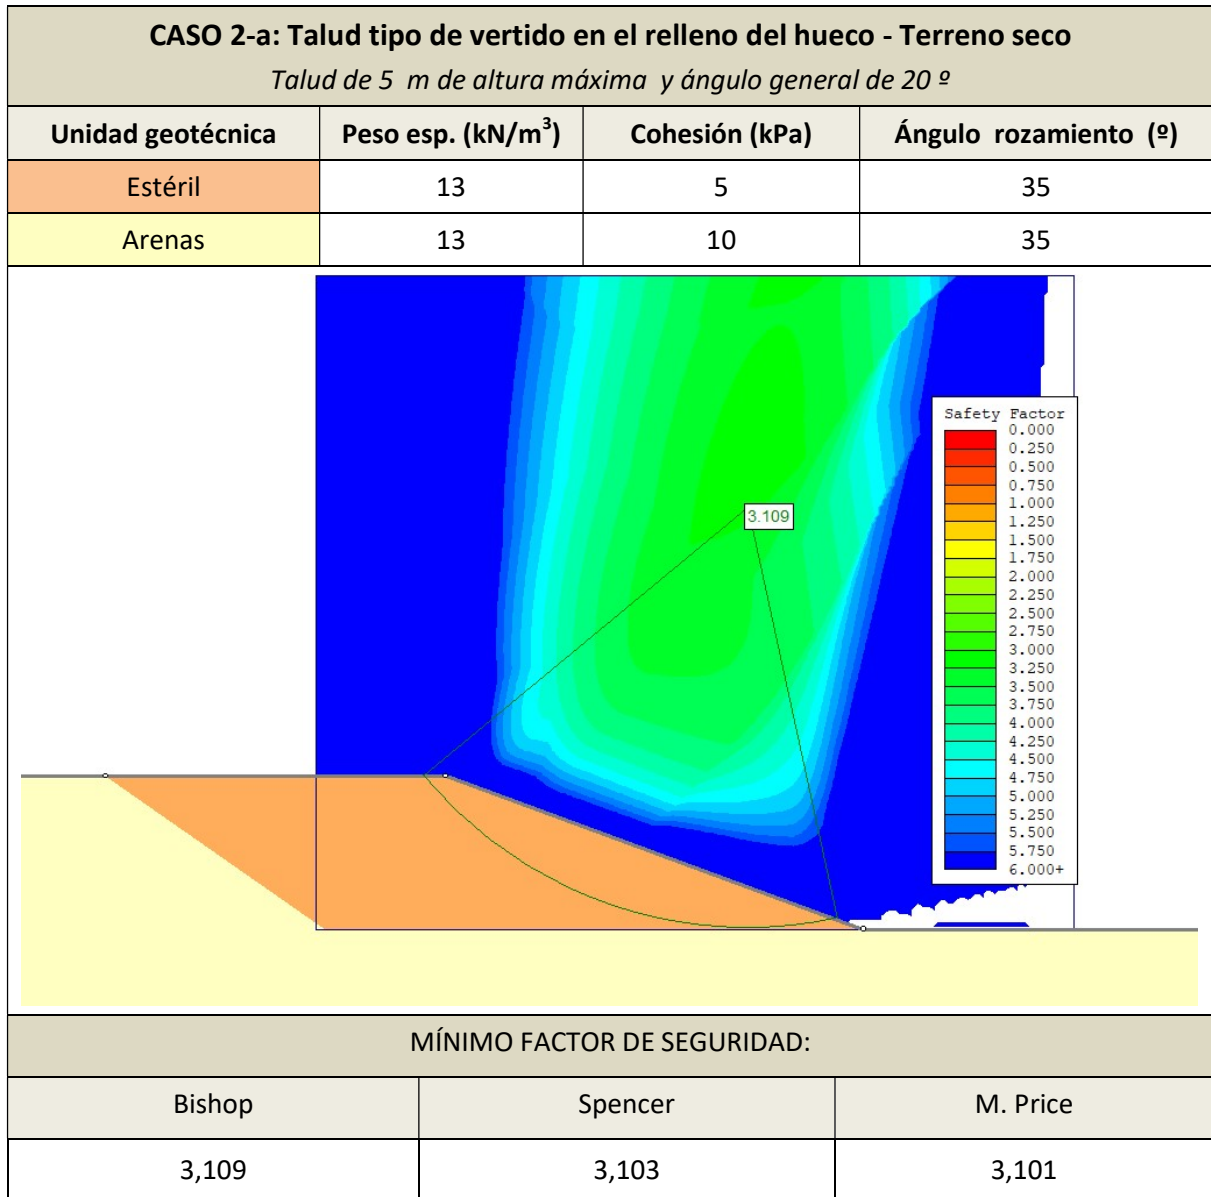 CASO 2-a: Talud tipo de vertido en el relleno del hueco - Terreno seco
Talud de 5 m de altura máxima y ángulo general de 20 º
Unidad geotécnica Peso esp. (kN/m³) Cohesión (kPa) Ángulo rozamiento (º)
Estéril 13 5 35
Arenas 13 10 35
3.109
Safety Factor
0.000
0.250
0.500
0.750
1.000
1.250
1.500
1.750
2.000
2.250
2.500
2.750
3.000
3.250
3.500
3.750
4.000
4.250
4.500
4.750
5.000
5.250
5.500
5.750
6.000+
MÍNIMO FACTOR DE SEGURIDAD:
Bishop Spencer M. Price
3,109 3,103 3,101